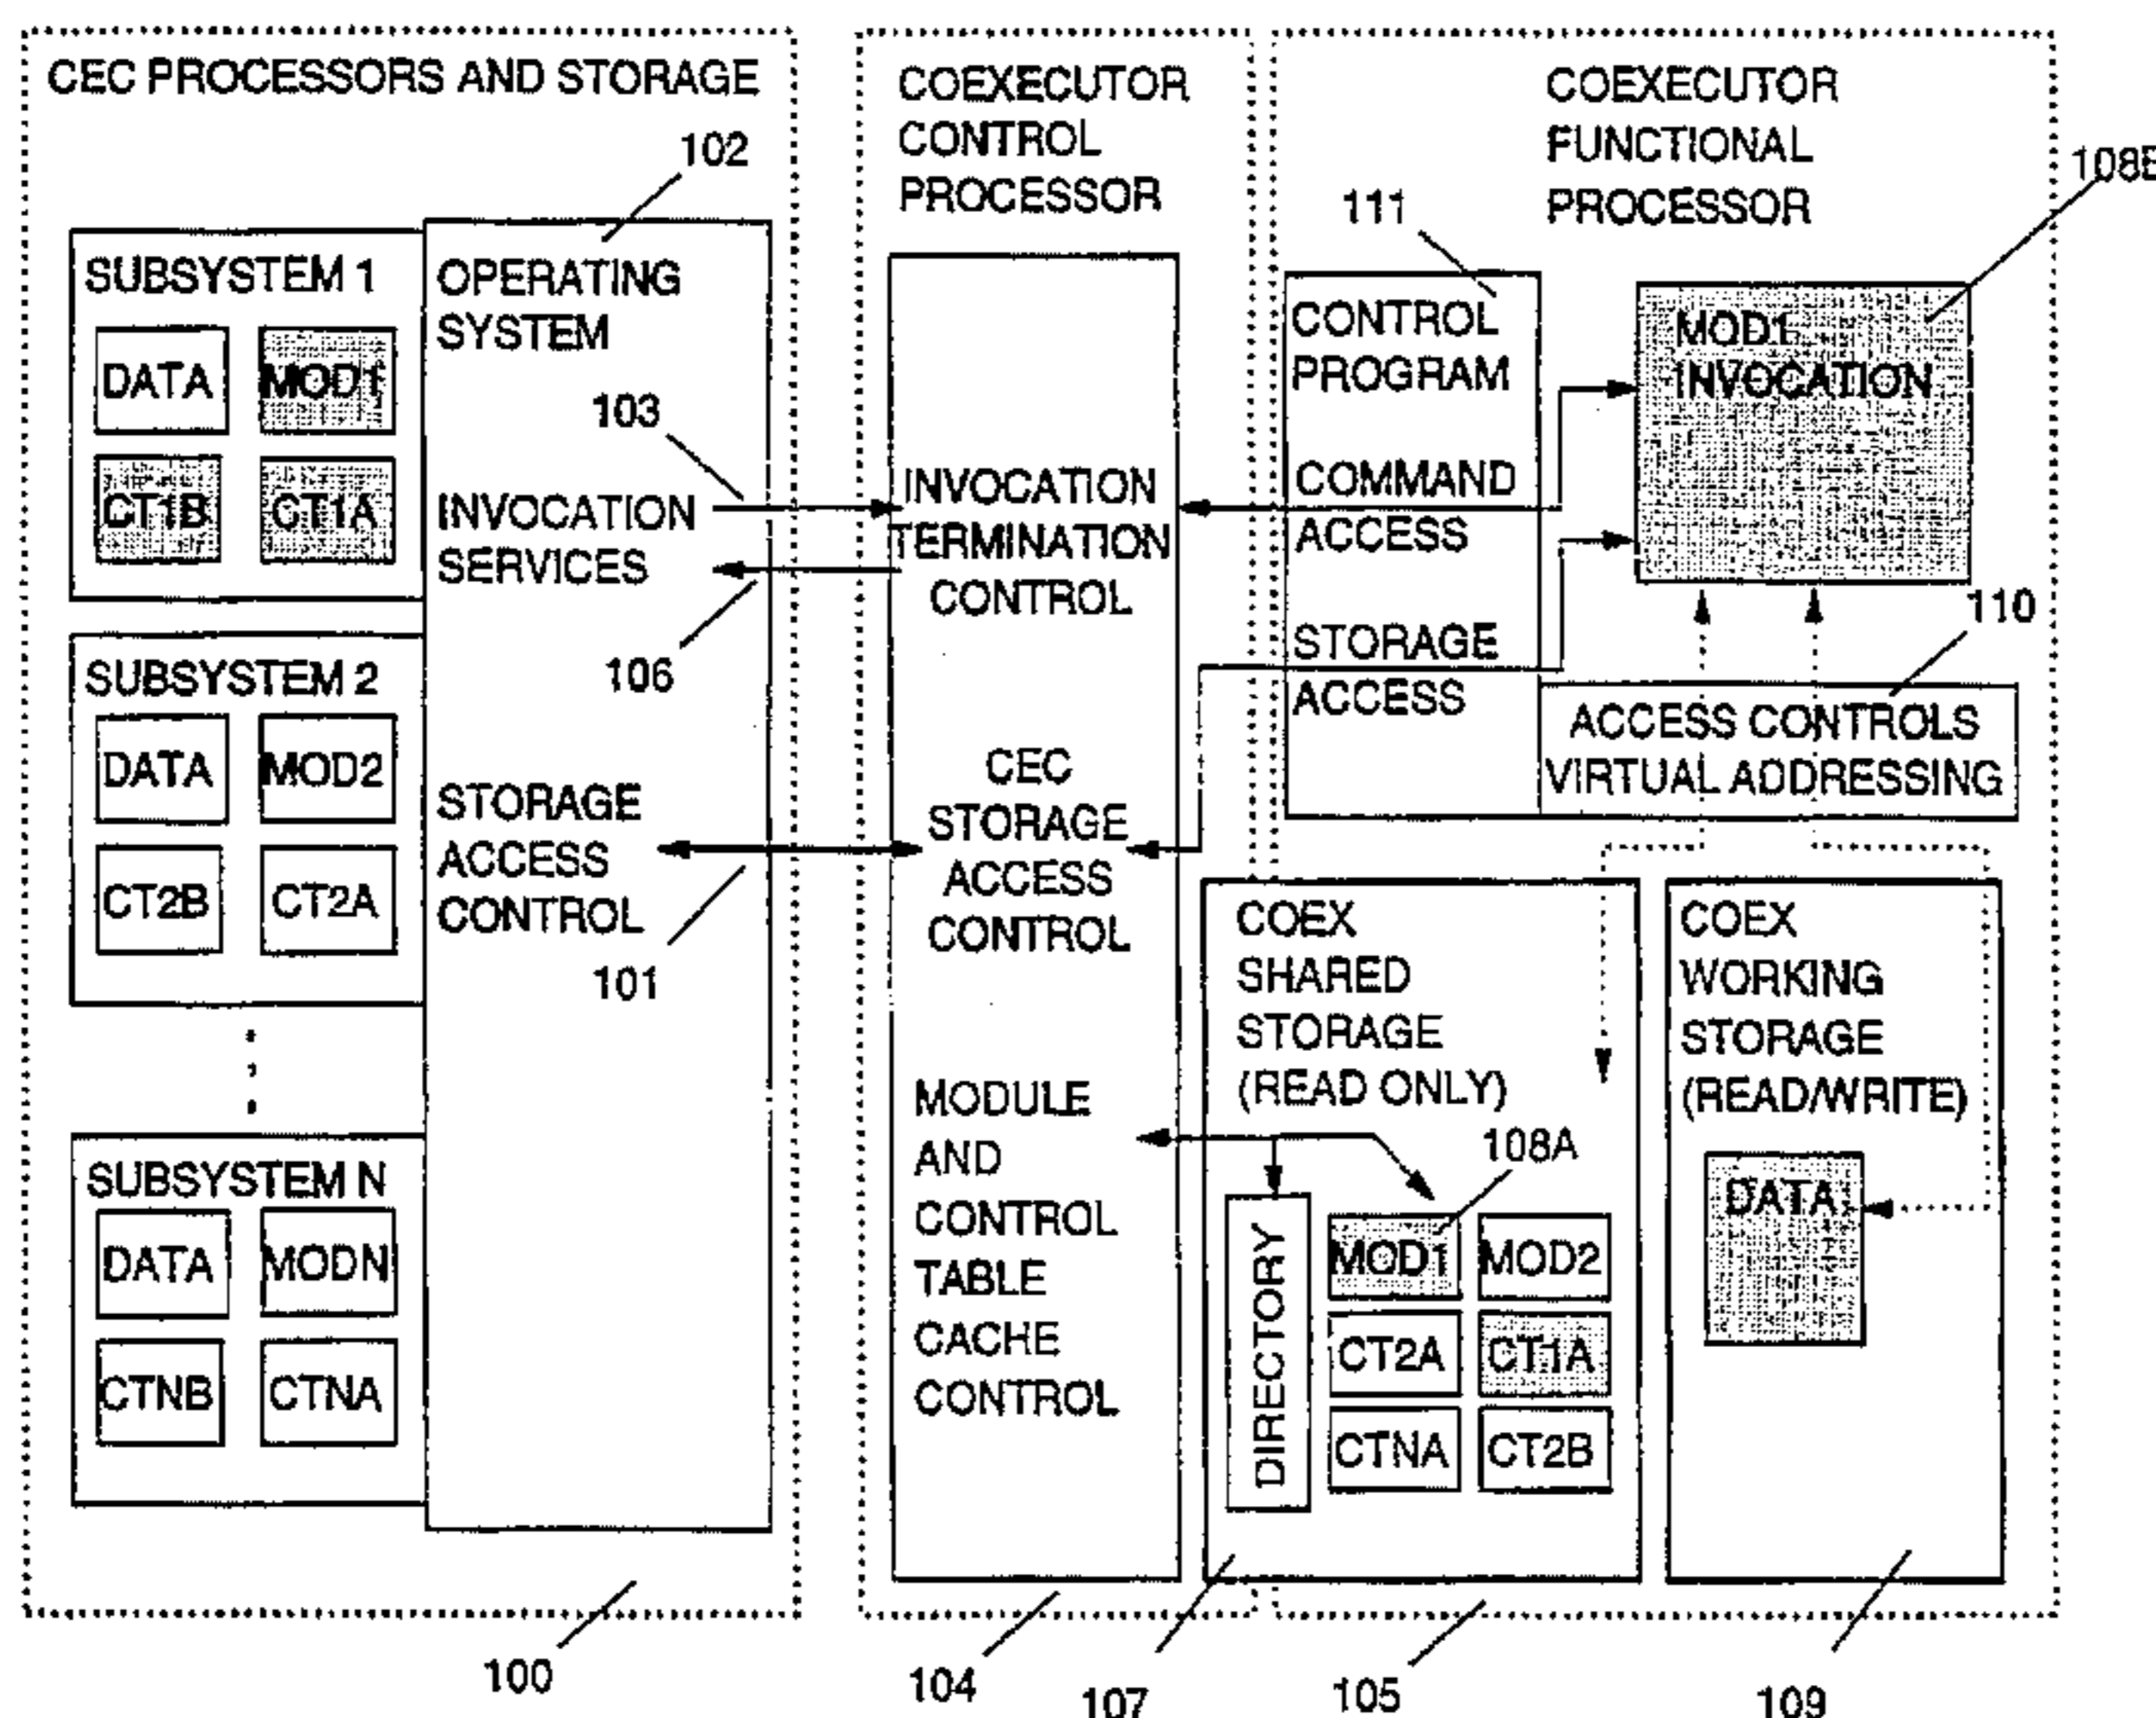 CEC PROCESSORS AND STORAGE
102
SUBSYSTEM 1
DATA
MOD1
CT1B
CT1A
SUBSYSTEM 2
DATA
MOD2
CT2B
CT2A
SUBSYSTEM N
DATA
MODN
CTNB
CTNA
OPERATING
SYSTEM
103
INVOCATION
SERVICES
106
STORAGE
ACCESS
CONTROL
101
100
COEXECUTOR
CONTROL
PROCESSOR
INVOCATION
TERMINATION
CONTROL
CEC
STORAGE
ACCESS
CONTROL
MODULE
AND
CONTROL
TABLE
CACHE
CONTROL
104
COEXECUTOR
FUNCTIONAL
PROCESSOR
108B
111
CONTROL
PROGRAM
COMMAND
ACCESS
STORAGE
ACCESS
MOD1
INVOCATION
110
ACCESS CONTROLS
VIRTUAL ADDRESSING
COEX
SHARED
STORAGE
(READ ONLY)
108A
DIRECTORY
MOD1
MOD2
CT2A
CT1A
CTNA
CT2B
107
105
COEX
WORKING
STORAGE
(READ/WRITE)
DATA
109